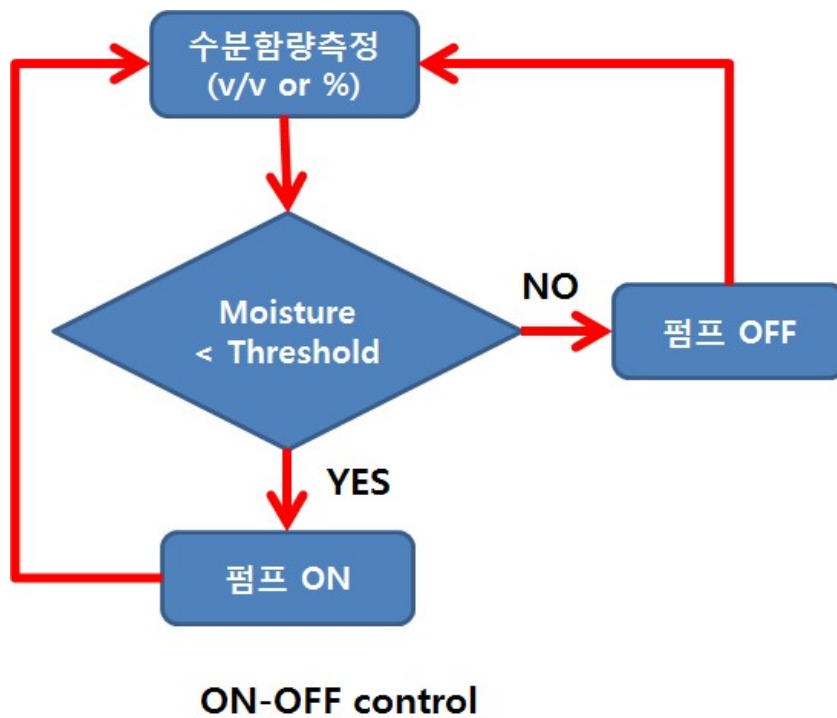 수분함량측정
(v/v or %)
Moisture
< Threshold
NO
펌프 OFF
YES
펌프 ON
ON-OFF control